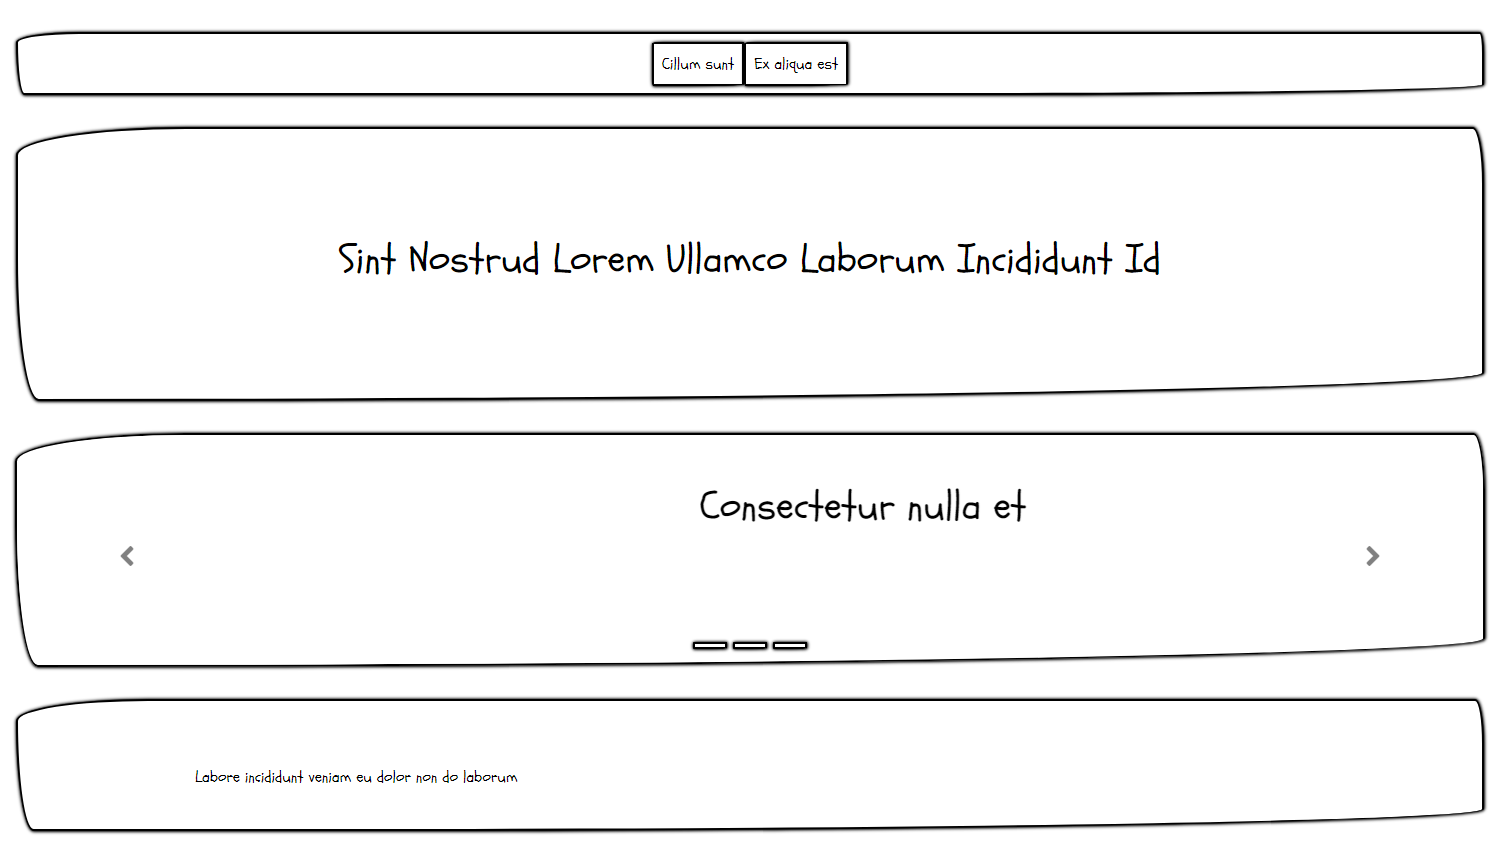 Cillum sunt
Ex aliqua est
Sint Nostrud Lorem Ullamco Laborum Incididunt Id
Consectetur nulla et
Labore incididunt veniam eu dolor non do laborum